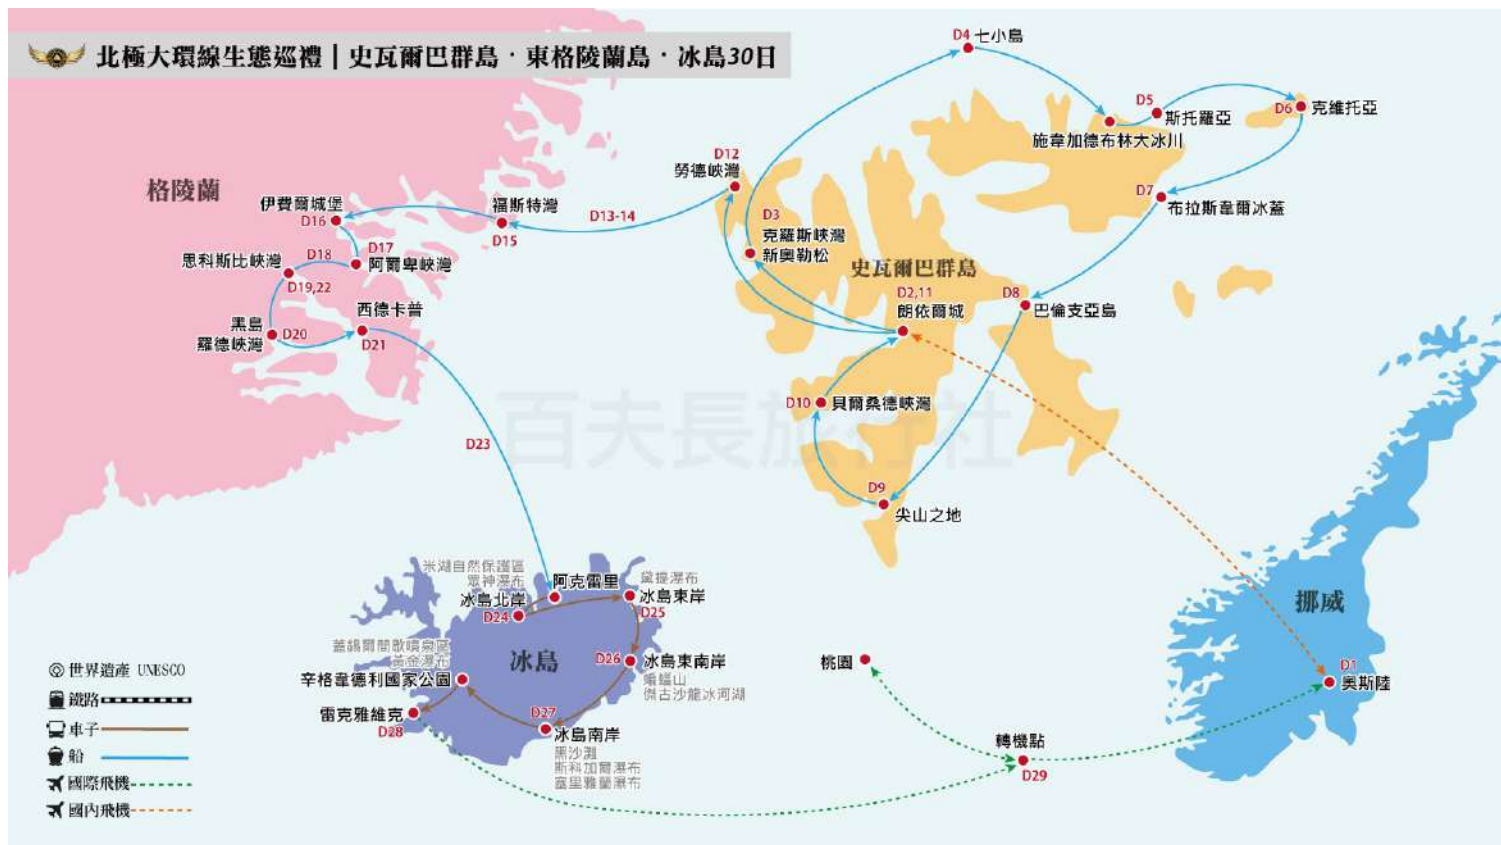 北極大環線生態巡禮｜史瓦爾巴群島．東格陵蘭島．冰島30日
D4 七小島
D5
斯托羅亞
D6
克維托亞
施韋加德布林大冰川
D7
布拉斯韋爾冰蓋
D12
勞德峽灣
D13-14
D3
克羅斯峽灣
新奧勒松
史瓦爾巴群島
D2,11
朗依爾城
D8
巴倫支亞島
D10
貝爾桑德峽灣
D9
尖山之地
格陵蘭
福斯特灣
D15
伊費爾城堡
D16
D17
阿爾卑峽灣
D18
思科斯比峽灣
D19,22
西德卡普
D21
黑島
羅德峽灣
D20
D23
百夫長旅行社
米湖自然保護區
眾神瀑布
阿克雷里
冰島北岸
D24
黛提瀑布
冰島東岸
D25
D26
冰島東南岸
蝙蝠山
傑古沙龍冰河湖
冰島
蓋錫爾間歇噴泉區
黃金瀑布
辛格韋德利國家公園
雷克雅維克
D28
D27
冰島南岸
黑沙灘
斯科加爾瀑布
塞里雅蘭瀑布
桃園
轉機點
D29
挪威
D1
奧斯陸
世界遺產 UNESCO
鐵路
車子
船
國際飛機
國內飛機